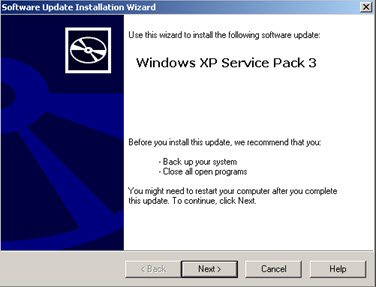 Software Update Installation Wizard
Use this wizard to install the following software update:
Windows XP Service Pack 3
Before you install this update, we recommend that you:
- Back up your system
- Close all open programs
You might need to restart your computer after you complete
this update. To continue, click Next.
< Back
Next >
Cancel
Help